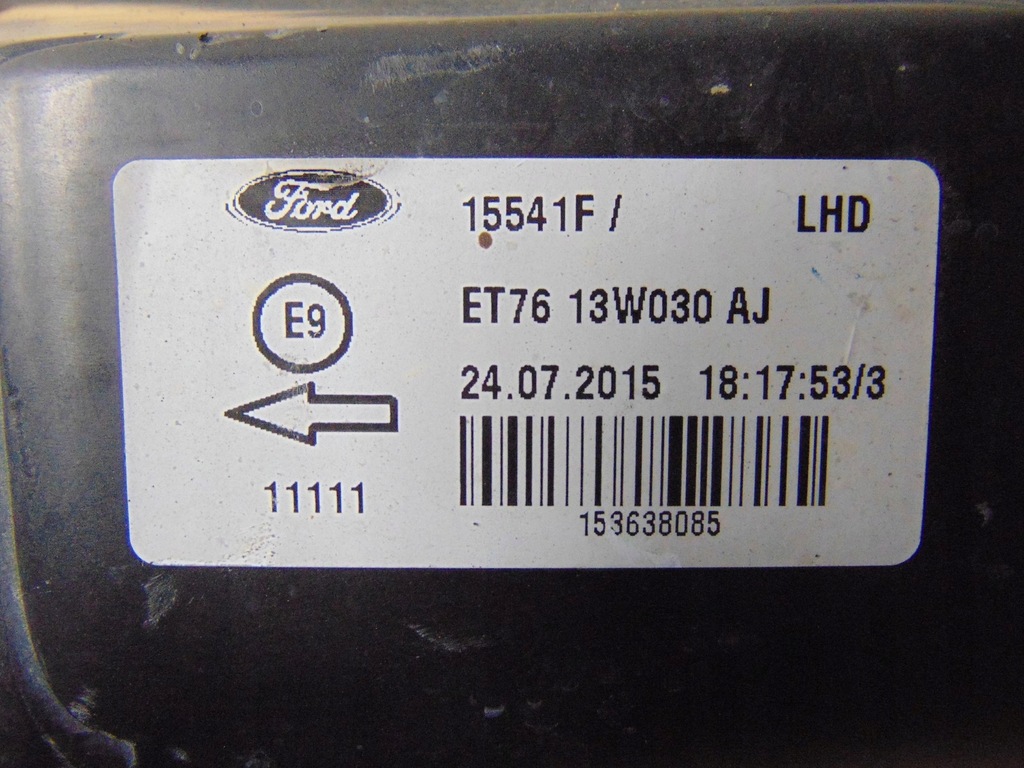 Ford
15541F / LHD
E9
ET76 13W030 AJ
24.07.2015 18:17:53/3
11111
153638085